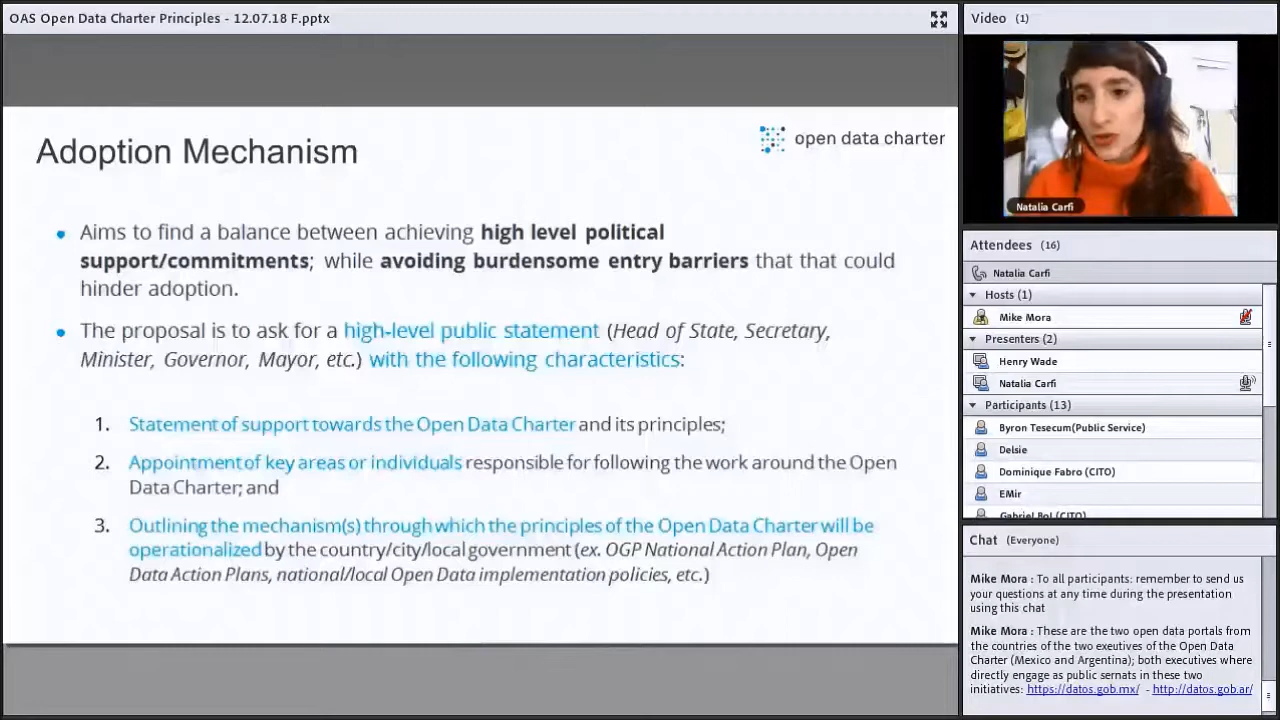 OAS Open Data Charter Principles - 12.07.18 F.pptx
Adoption Mechanism
open data charter
Aims to find a balance between achieving high level political
support/commitments; while avoiding burdensome entry barriers that that could
hinder adoption.
The proposal is to ask for a high-level public statement (Head of State, Secretary,
Minister, Governor, Mayor, etc.) with the following characteristics:
1. Statement of support towards the Open Data Charter and its principles;
2. Appointment of key areas or individuals responsible for following the work around the Open
Data Charter; and
3. Outlining the mechanism(s) through which the principles of the Open Data Charter will be
operationalized by the country/city/local government (ex. OGP National Action Plan, Open
Data Action Plans, national/local Open Data implementation policies, etc.)
Video (1)
Natalia Carfi
Attendees (16)
Natalia Carfi
Hosts (1)
Mike Mora
Presenters (2)
Henry Wade
Natalia Carfi
Participants (13)
Byron Tesecum(Public Service)
Delsie
Dominique Fabro (CITO)
EMir
Gabriel Bol (CITO)
Chat (Everyone)
Mike Mora : To all participants: remember to send us
your questions at any time during the presentation
using this chat
Mike Mora : These are the two open data portals from
the countries of the two exeutives of the Open Data
Charter (Mexico and Argentina); both executives where
directly engage as public sernats in these two
initiatives: https://datos.gob.mx/ - http://datos.gob.ar/